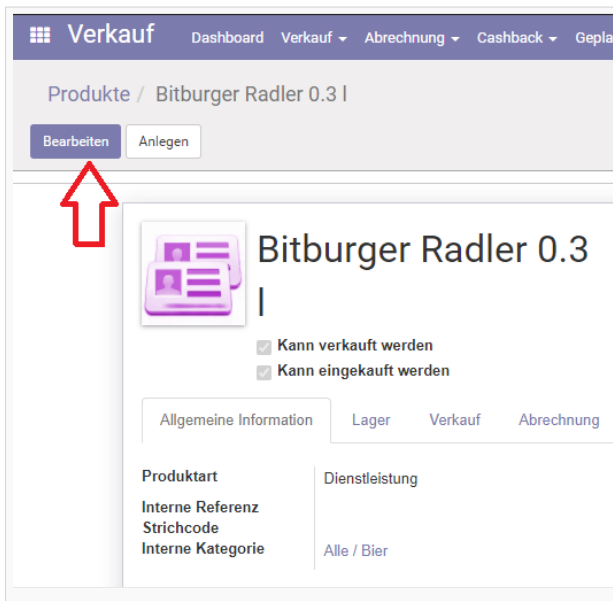 Verkauf Dashboard Verkauf Abrechnung Cashback Gepla
Produkte / Bitburger Radler 0.3 l
Bearbeiten Anlegen
Bitburger Radler 0.3
l
Kann verkauft werden
Kann eingekauft werden
Allgemeine Information Lager Verkauf Abrechnung
Produktart Dienstleistung
Interne Referenz
Strichcode
Interne Kategorie Alle / Bier